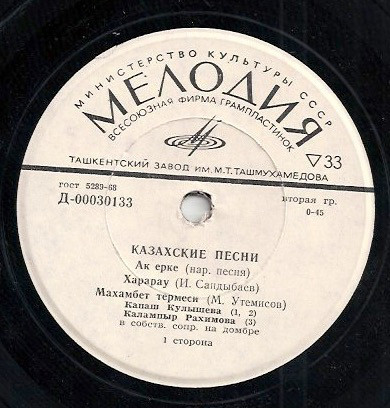 МИНИСТЕРСТВО КУЛЬТУРЫ СССР
МЕЛОДИЯ
ВСЕСОЮЗНАЯ ФИРМА ГРАМПЛАСТИНОК
▽33
ТАШКЕНТСКИЙ ЗАВОД ИМ. М.Т. ТАШМУХАМЕДОВА
гост 5289-68
вторая гр.
Д-00030133
0-45
КАЗАХСКИЕ ПЕСНИ
Ак ерке (нар. песня)
Харарау (И. Сандыбаев)
Махамбет термеси (М. Утемисов)
Капаш Кулышева (1, 2)
Калампыр Рахимова (3)
в собств. сопр. на домбре
1 сторона